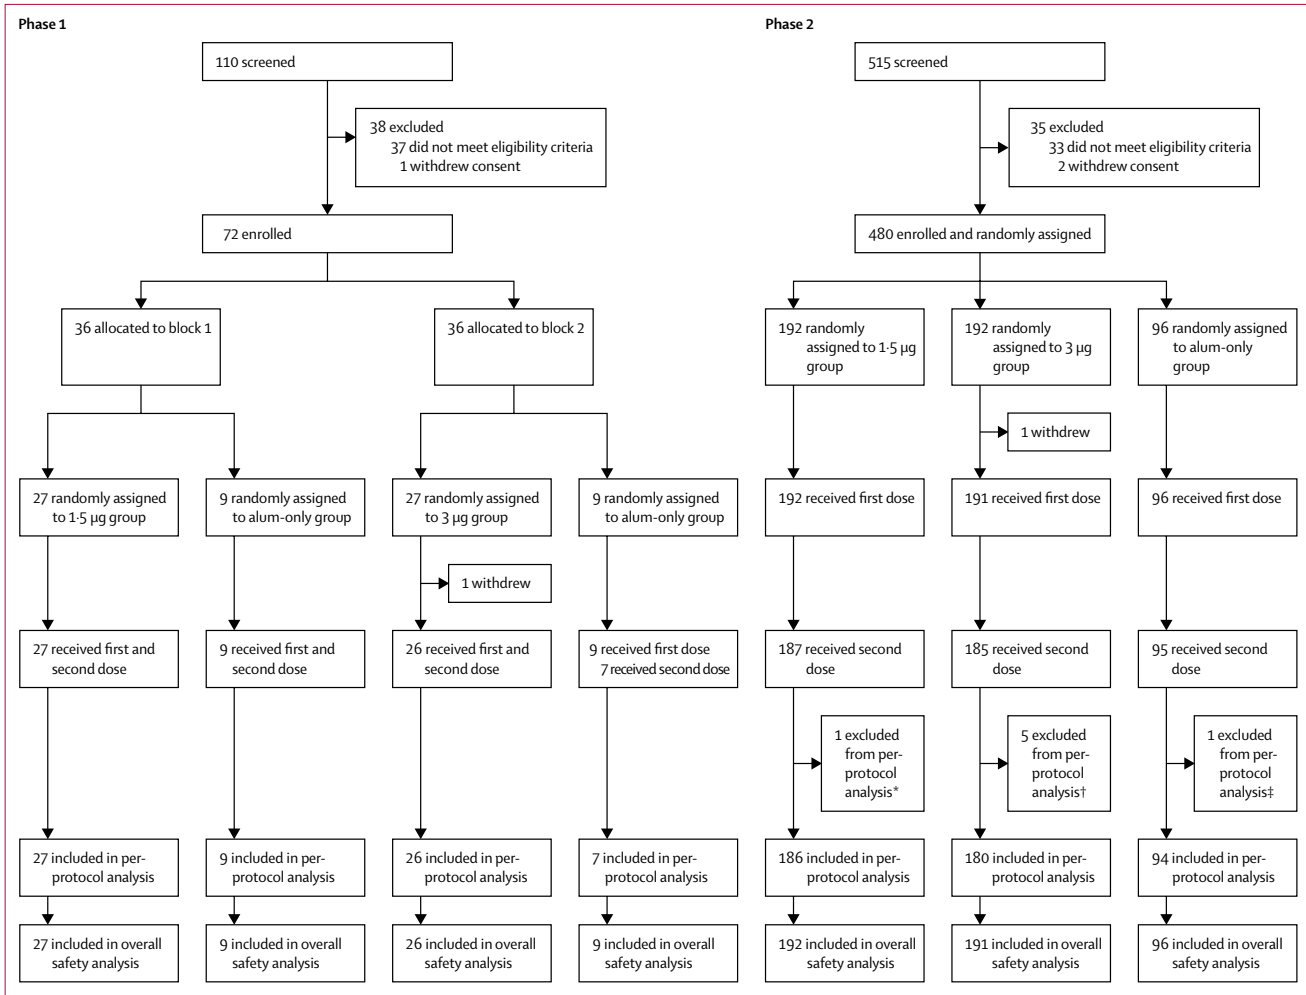 Phase 1
110 screened
38 excluded
37 did not meet eligibility criteria
1 withdrew consent
72 enrolled
36 allocated to block 1
36 allocated to block 2
27 randomly assigned
to 1·5 µg group
9 randomly assigned
to alum-only group
27 randomly assigned
to 3 µg group
9 randomly assigned
to alum-only group
1 withdrew
27 received first and
second dose
9 received first and
second dose
26 received first and
second dose
9 received first dose
7 received second dose
27 included in per-
protocol analysis
9 included in per-
protocol analysis
26 included in per-
protocol analysis
7 included in per-
protocol analysis
27 included in overall
safety analysis
9 included in overall
safety analysis
26 included in overall
safety analysis
9 included in overall
safety analysis
Phase 2
515 screened
35 excluded
33 did not meet eligibility criteria
2 withdrew consent
480 enrolled and randomly assigned
192 randomly
assigned to 1·5 µg
group
192 randomly
assigned to 3 µg
group
96 randomly assigned
to alum-only
group
1 withdrew
192 received first dose
191 received first dose
96 received first dose
187 received second
dose
185 received second
dose
95 received second
dose
1 excluded
from per-
protocol
analysis*
5 excluded
from per-
protocol
analysis†
1 excluded
from per-
protocol
analysis‡
186 included in per-
protocol analysis
180 included in per-
protocol analysis
94 included in per-
protocol analysis
192 included in overall
safety analysis
191 included in overall
safety analysis
96 included in overall
safety analysis